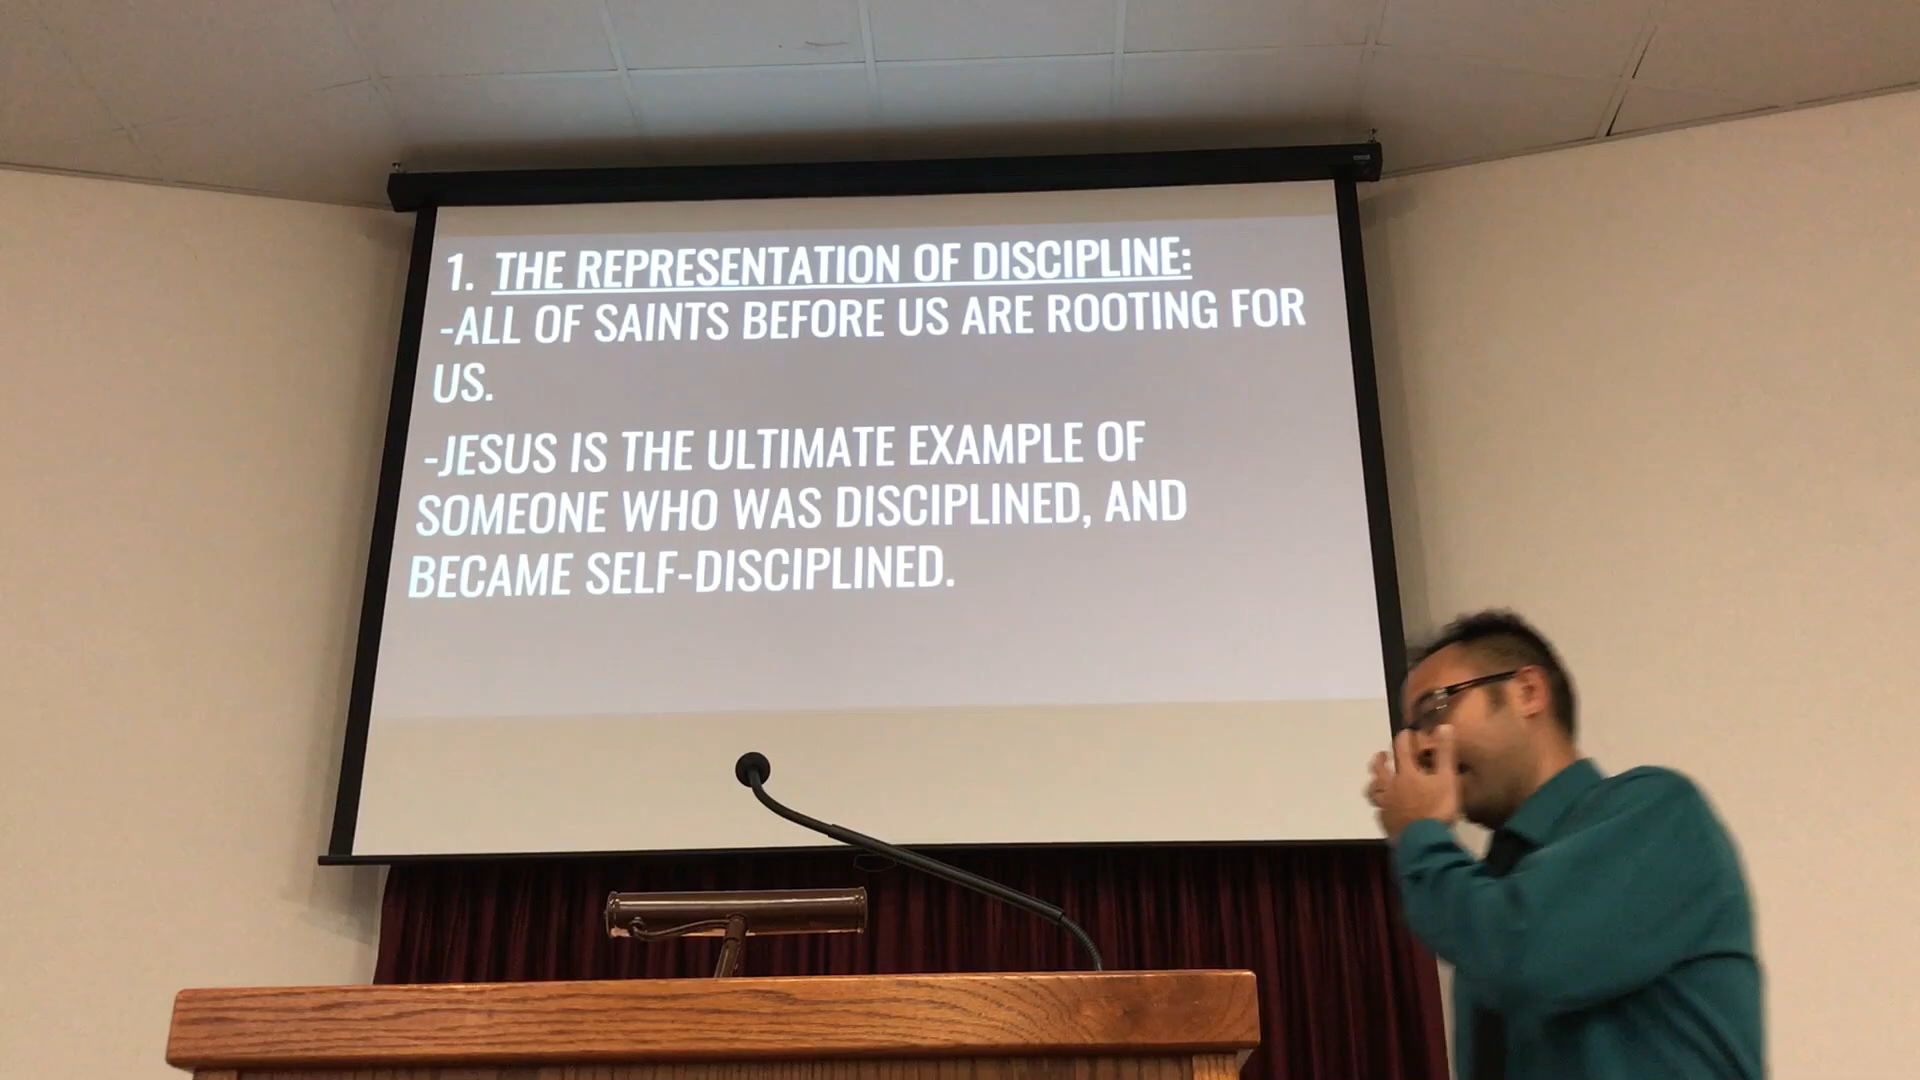 1. THE REPRESENTATION OF DISCIPLINE:
-ALL OF SAINTS BEFORE US ARE ROOTING FOR
US.
-JESUS IS THE ULTIMATE EXAMPLE OF
SOMEONE WHO WAS DISCIPLINED, AND
BECAME SELF-DISCIPLINED.